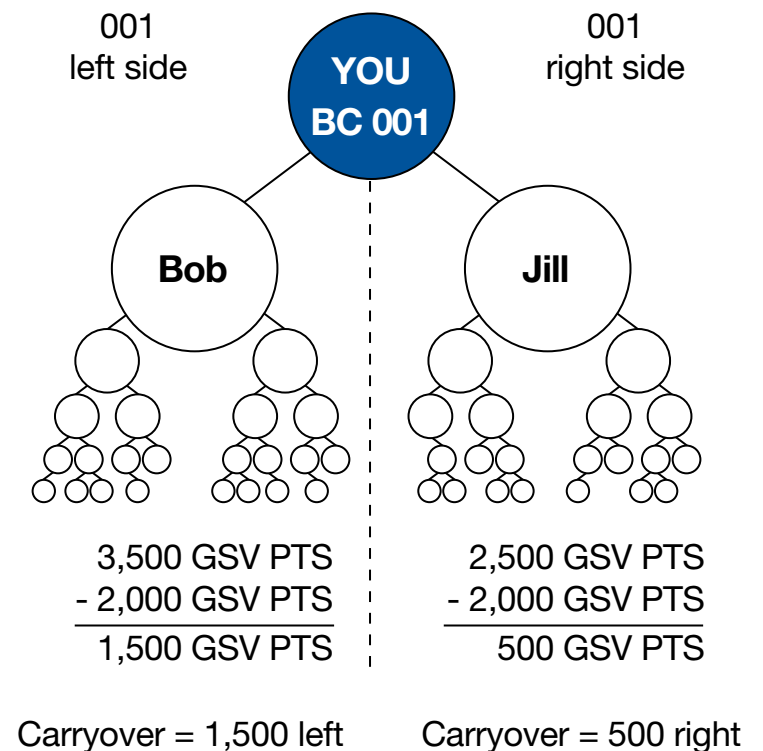 001
left side
YOU
BC 001
001
right side
Bob
Jill
3,500 GSV PTS
- 2,000 GSV PTS
1,500 GSV PTS
2,500 GSV PTS
- 2,000 GSV PTS
500 GSV PTS
Carryover = 1,500 left
Carryover = 500 right